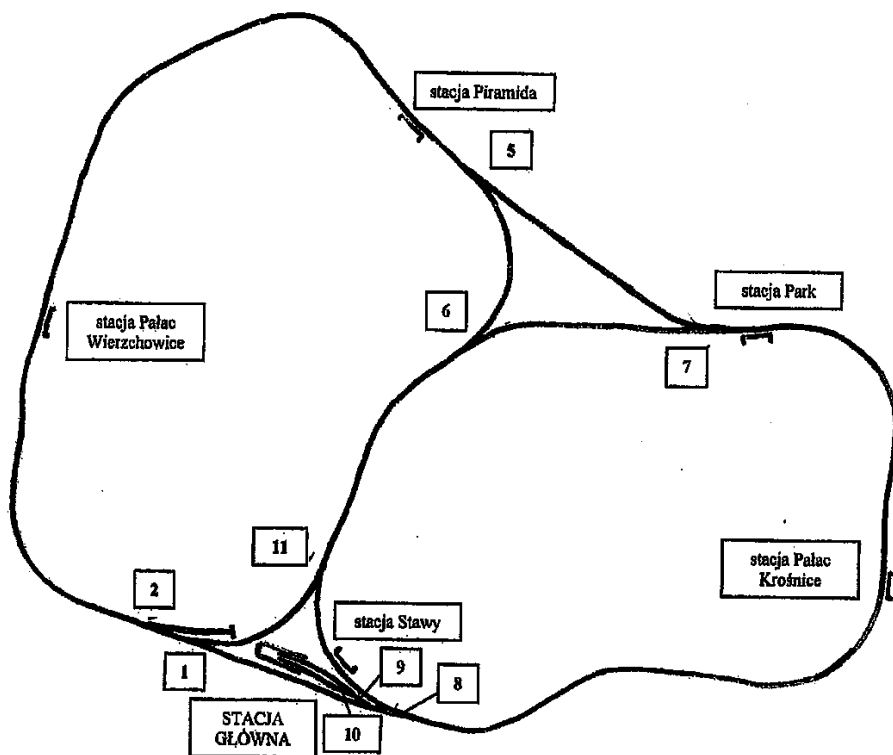 stacja Piramida
5
stacja Park
6
stacja Pałac
Wierzchowice
7
11
stacja Pałac
Krośnice
2
stacja Stawy
9
1
8
STACJA
GŁÓWNA
10